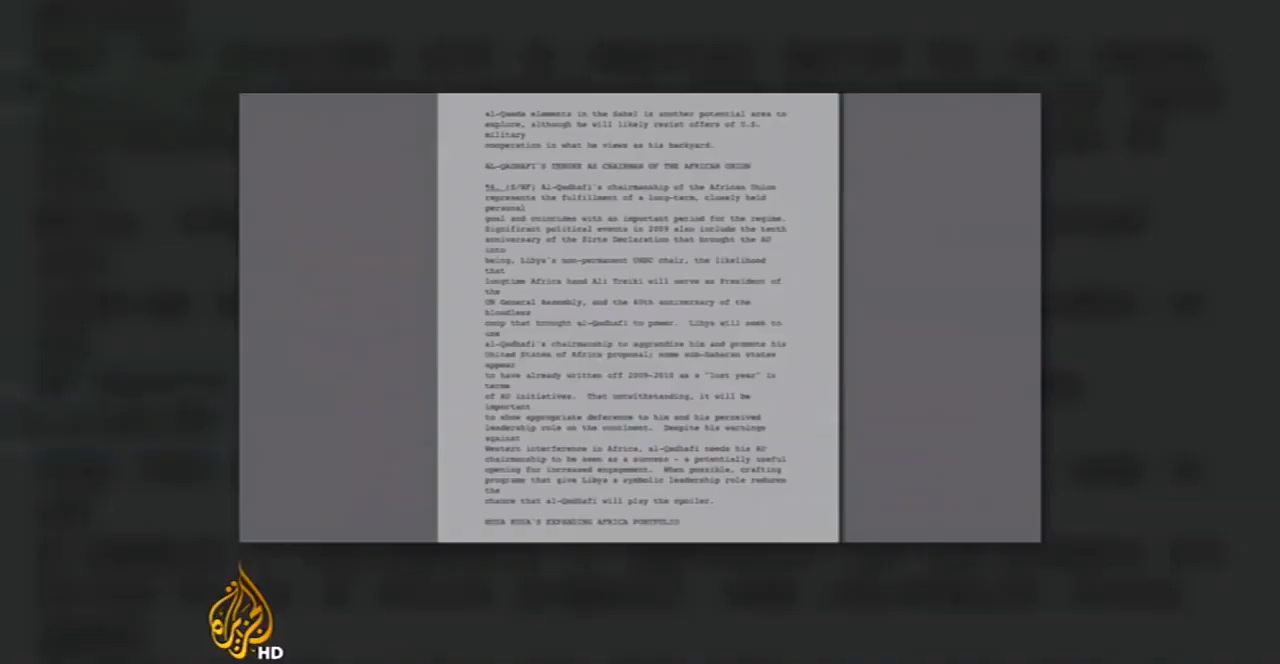 al-Qaeda elements in the Sahel is another potential area to
explore, although he will likely resist offers of U.S.
military
cooperation in what he views as his backyard.
AL-QADHAFI'S TENURE AS CHAIRMAN OF THE AFRICAN UNION
¶6. (S/NF) Al-Qadhafi's chairmanship of the African Union
represents the fulfillment of a long-term, closely held
personal
goal and coincides with an important period for the regime.
Significant political events in 2009 also include the tenth
anniversary of the Sirte Declaration that brought the AU
into
being, Libya's non-permanent UNSC chair, the likelihood
that
longtime Africa hand Ali Treiki will serve as President of
the
UN General Assembly, and the 40th anniversary of the
bloodless
coup that brought al-Qadhafi to power. Libya will seek to
use
al-Qadhafi's chairmanship to aggrandize him and promote his
United States of Africa proposal; some sub-Saharan states
appear
to have already written off 2009-2010 as a "lost year" in
terms
of AU initiatives. That notwithstanding, it will be
important
to show appropriate deference to him and his perceived
leadership role on the continent. Despite his warnings
against
Western interference in Africa, al-Qadhafi needs his AU
chairmanship to be seen as a success - a potentially useful
opening for increased engagement. When possible, crafting
programs that give Libya a symbolic leadership role reduces
the
chance that al-Qadhafi will play the spoiler.
MUSA KUSA'S EXPANDING AFRICA PORTFOLIO
الجزيرة
HD